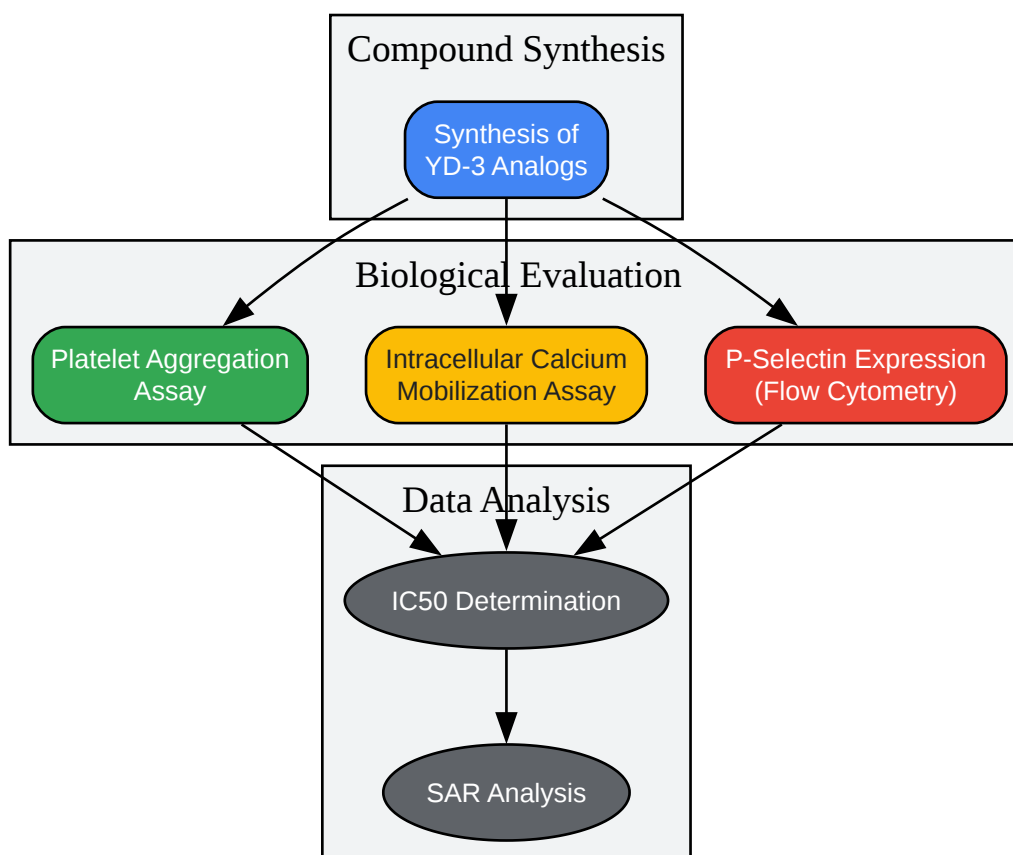 Compound Synthesis
Synthesis of
YD-3 Analogs
Biological Evaluation
Platelet Aggregation
Assay
Intracellular Calcium
Mobilization Assay
P-Selectin Expression
(Flow Cytometry)
Data Analysis
IC50 Determination
SAR Analysis